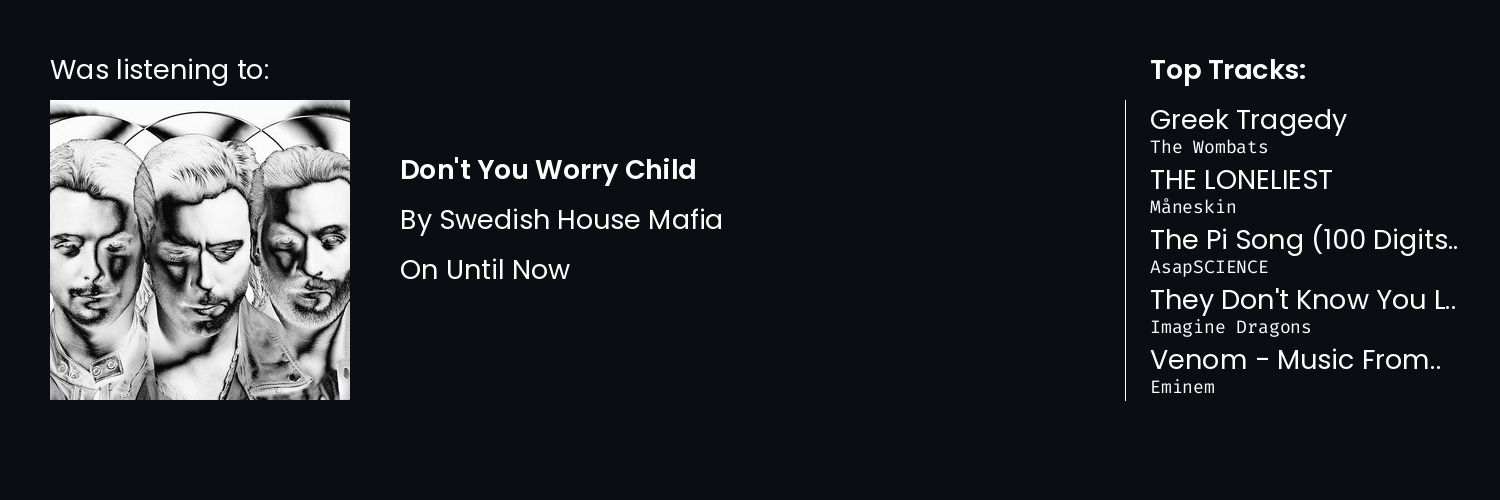 Was listening to:
Don't You Worry Child
By Swedish House Mafia
On Until Now
Top Tracks:
Greek Tragedy
The Wombats
THE LONELIEST
Måneskin
The Pi Song (100 Digits..
AsapSCIENCE
They Don't Know You L..
Imagine Dragons
Venom - Music From..
Eminem